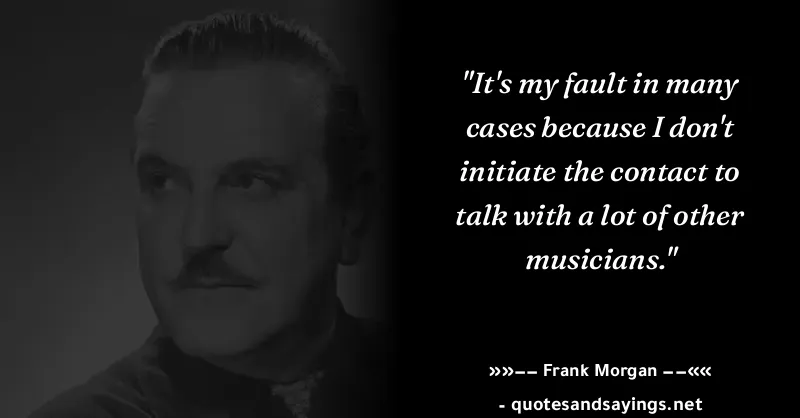 "It's my fault in many
cases because I don't
initiate the contact to
talk with a lot of other
musicians."
»»−− Frank Morgan −−««
- quotesandsayings.net